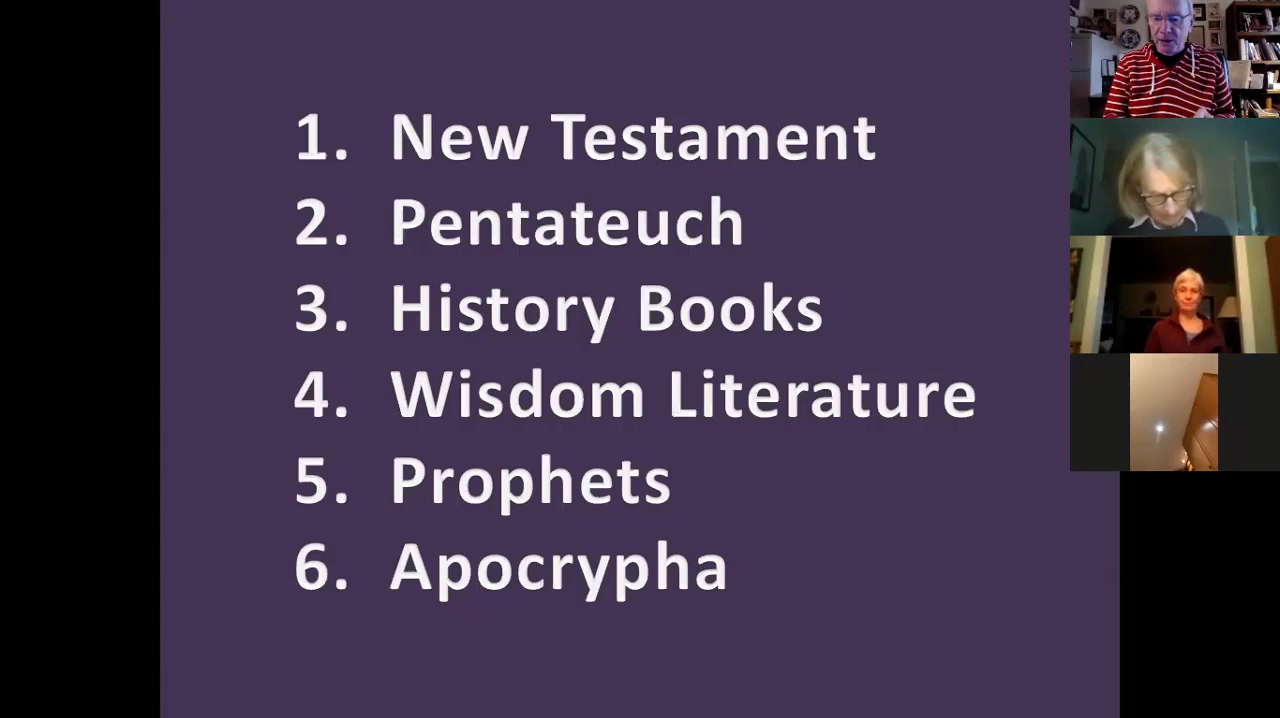 1. New Testament
2. Pentateuch
3. History Books
4. Wisdom Literature
5. Prophets
6. Apocrypha